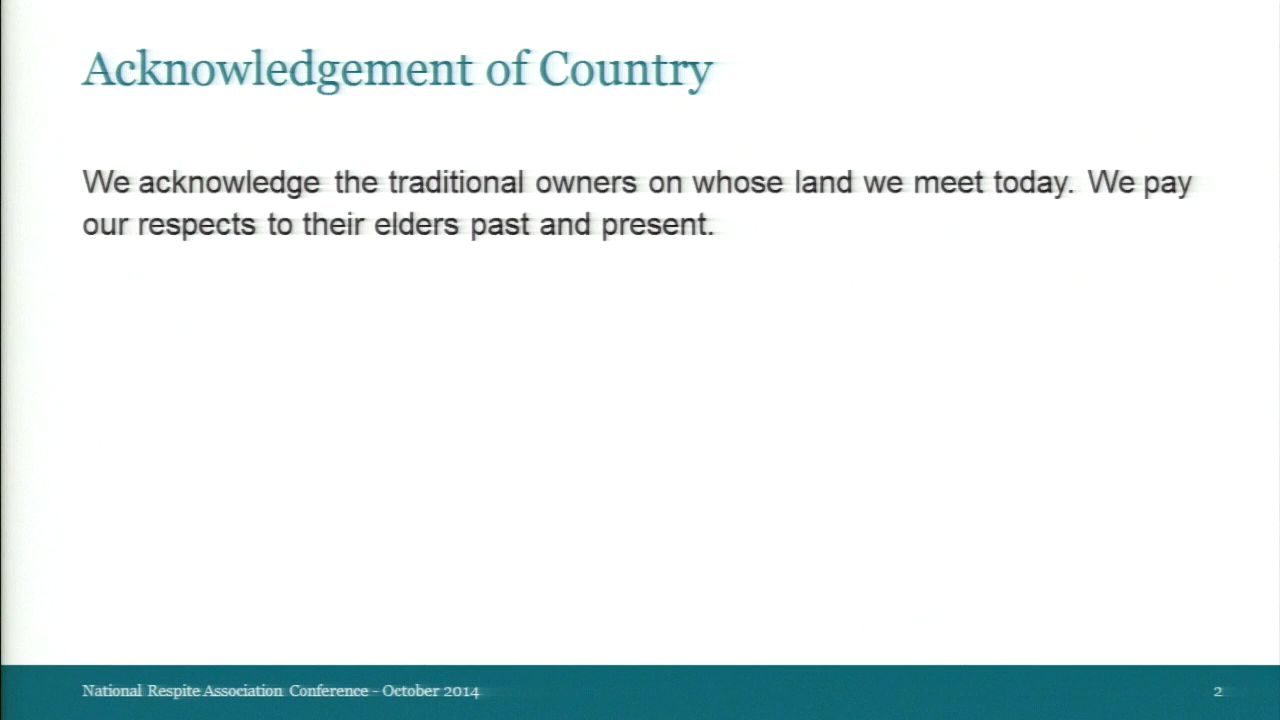 Acknowledgement of Country
We acknowledge the traditional owners on whose land we meet today. We pay
our respects to their elders past and present.
National Respite Association Conference - October 2014
2